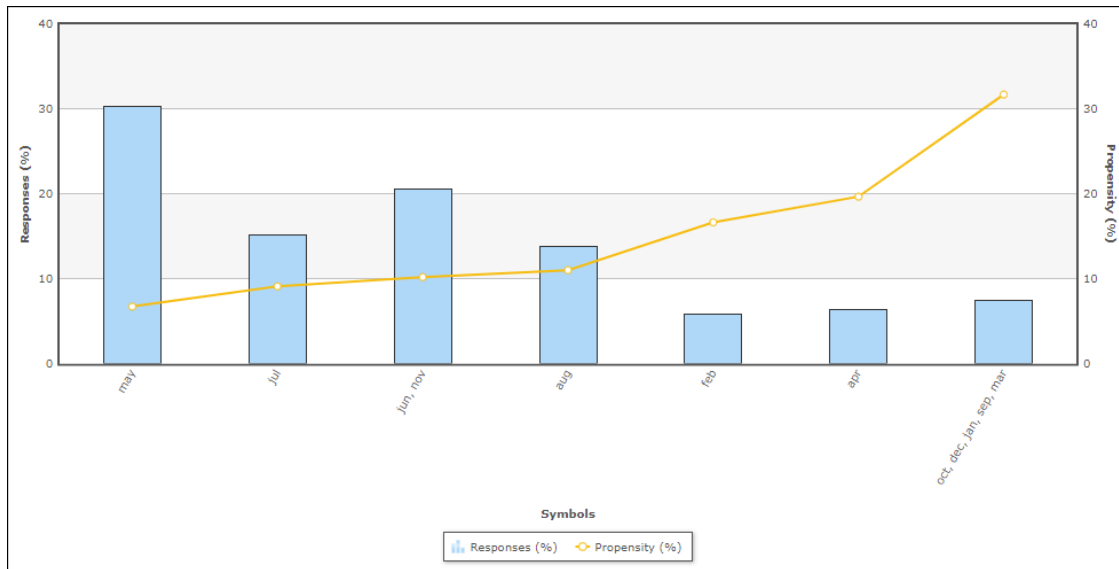 40
30
20
10
0
Responses (%)
40
30
20
10
0
Propensity (%)
may
jul
jun, nov
aug
feb
apr
oct, dec, jan, sep, mar
Symbols
Responses (%)
Propensity (%)